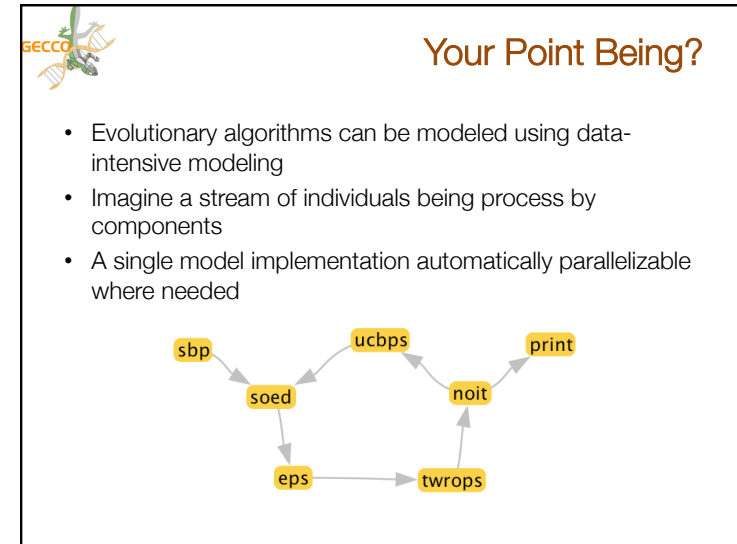 GECCO
Your Point Being?
• Evolutionary algorithms can be modeled using data-
intensive modeling
• Imagine a stream of individuals being process by
components
• A single model implementation automatically parallelizable
where needed
sbp
ucbps
print
soed
noit
eps
twrops